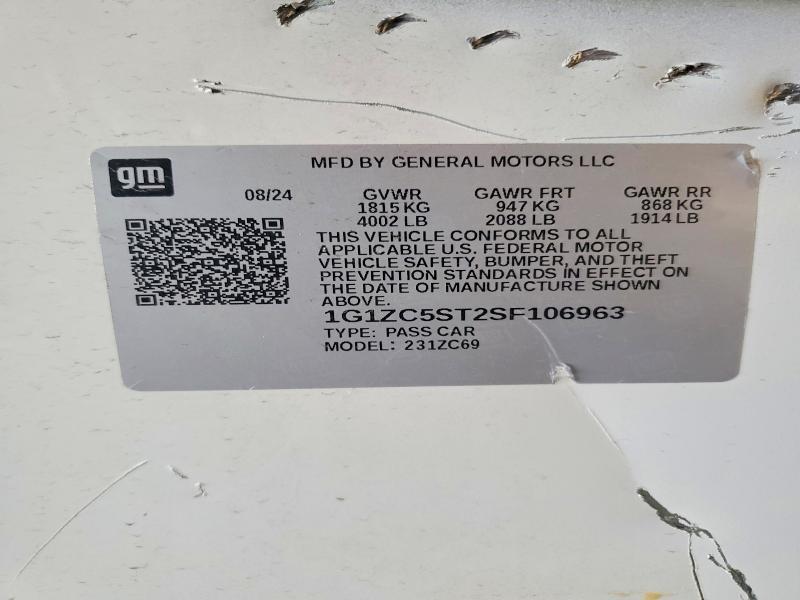 gm
MFD BY GENERAL MOTORS LLC
08/24 GVWR GAWR FRT GAWR RR
1815 KG 947 KG 868 KG
4002 LB 2088 LB 1914 LB
THIS VEHICLE CONFORMS TO ALL
APPLICABLE U.S. FEDERAL MOTOR
VEHICLE SAFETY, BUMPER, AND THEFT
PREVENTION STANDARDS IN EFFECT ON
THE DATE OF MANUFACTURE SHOWN
ABOVE.
1G1ZC5ST2SF106963
TYPE: PASS CAR
MODEL: 231ZC69